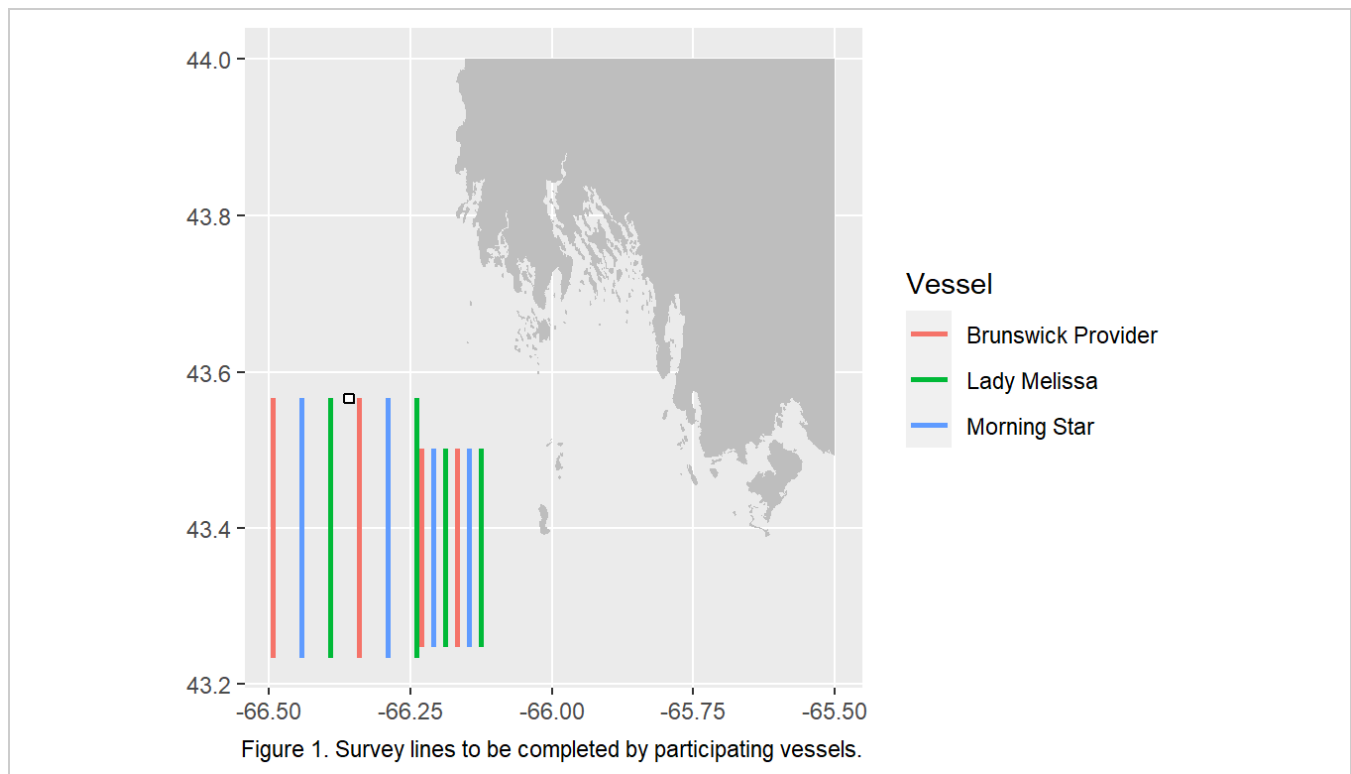 44.0
43.8
43.6
43.4
43.2
-66.50 -66.25 -66.00 -65.75 -65.50
Vessel
Brunswick Provider
Lady Melissa
Morning Star
Figure 1. Survey lines to be completed by participating vessels.